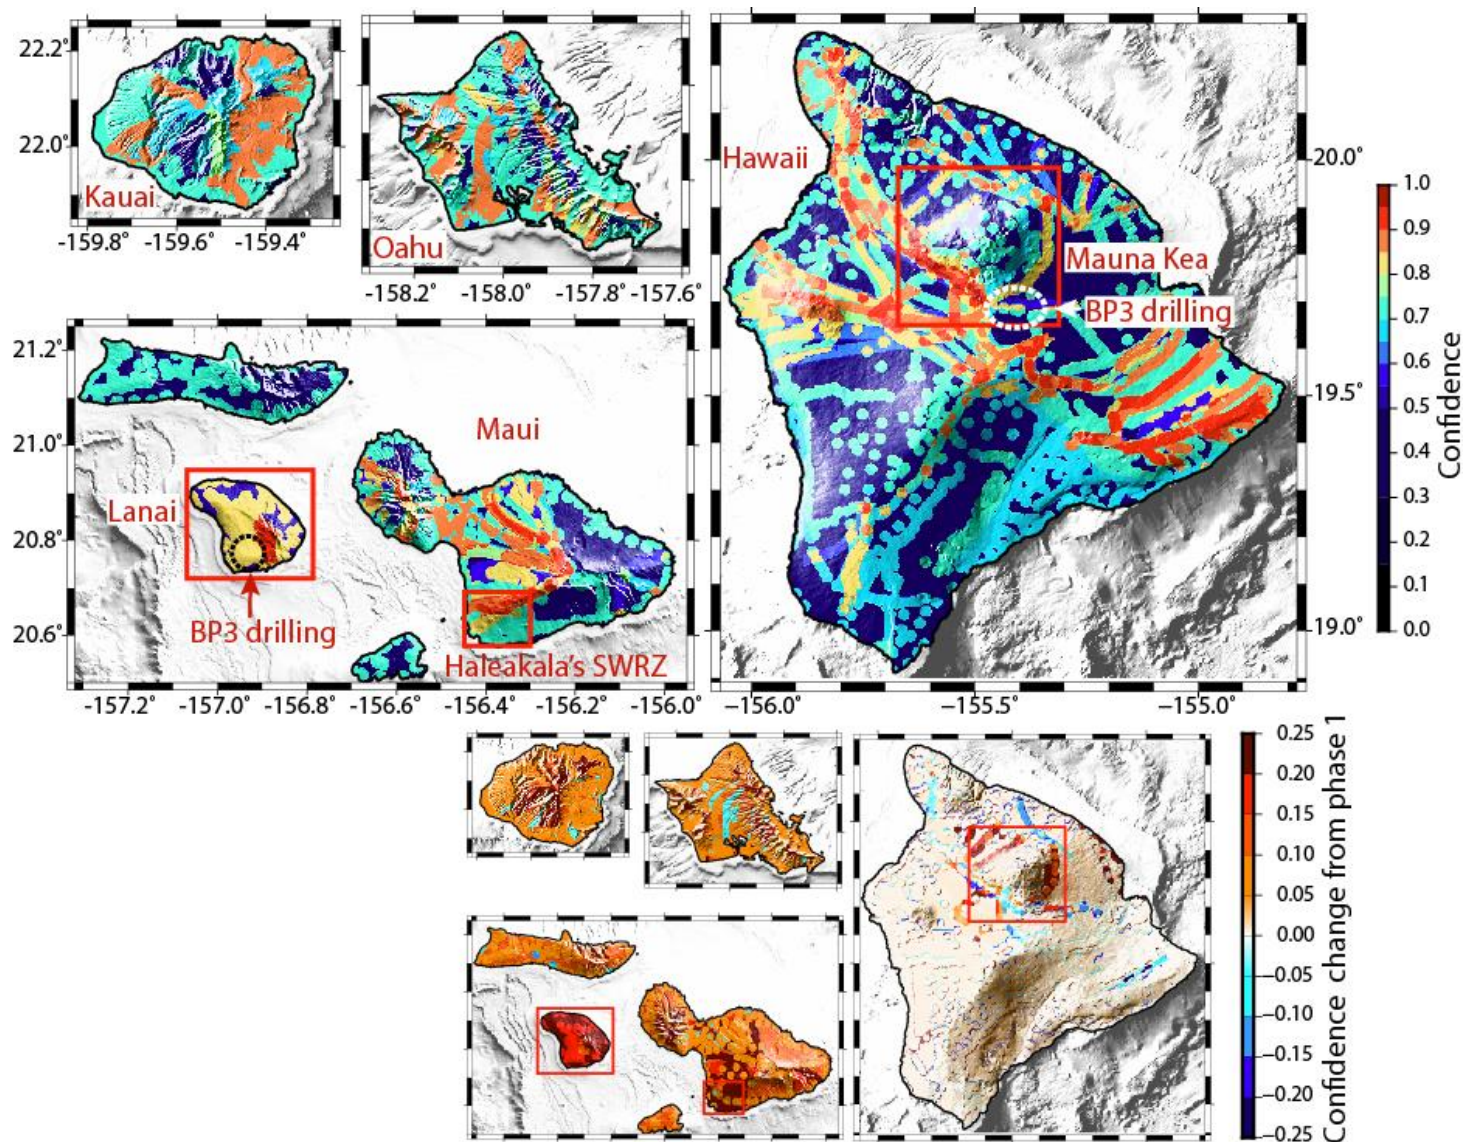 22.2°
22.0°
Kauai
-159.8° -159.6° -159.4°
Oahu
-158.2° -158.0° -157.8° -157.6°
Hawaii
Mauna Kea
BP3 drilling
20.0°
19.5°
19.0°
-156.0° -155.5° -155.0°
1.0
0.9
0.8
0.7
0.6
0.5
0.4
0.3
0.2
0.1
0.0
Confidence
21.2°
21.0°
20.8°
20.6°
Maui
Lanai
BP3 drilling
Haleakala's SWRZ
-157.2° -157.0° -156.8° -156.6° -156.4° -156.2° -156.0°
0.25
0.20
0.15
0.10
0.05
0.00
−0.05
−0.10
−0.15
−0.20
−0.25
Confidence change from phase 1